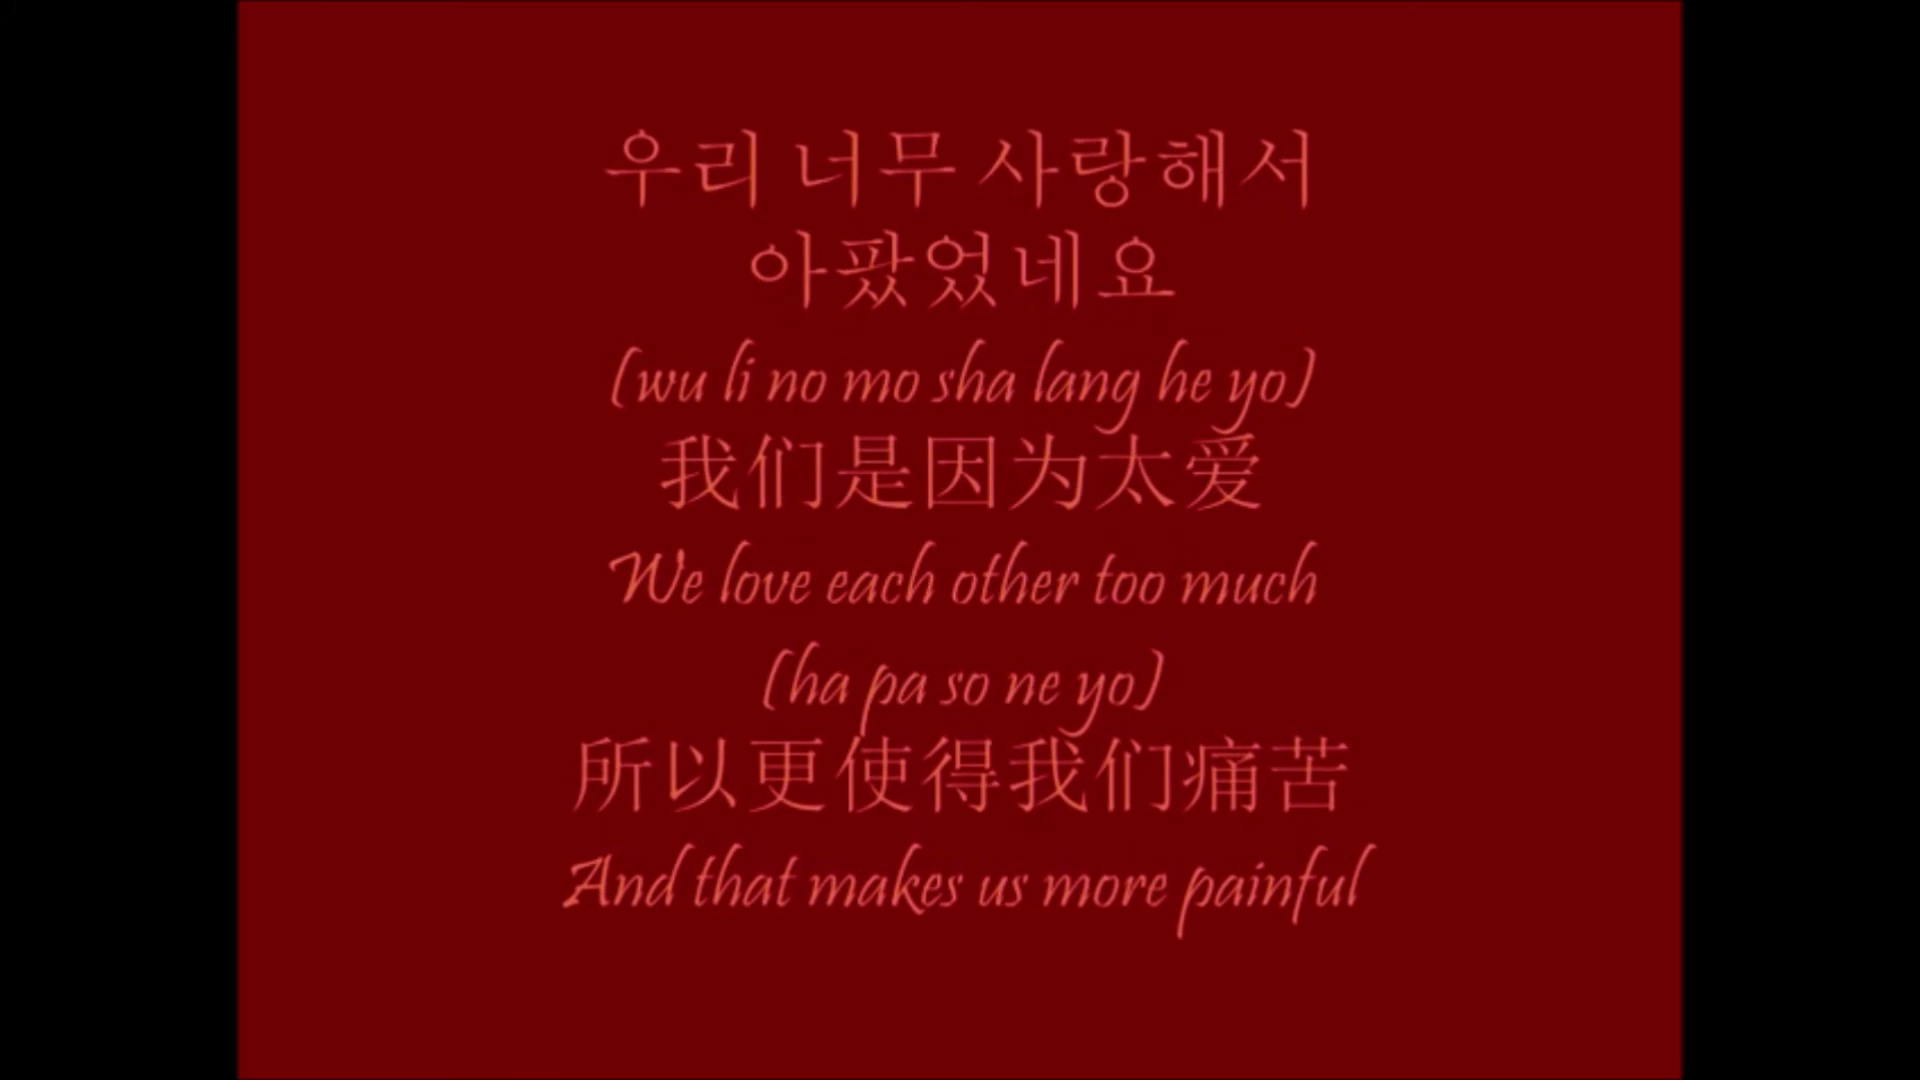 우리 너무 사랑해서
아팠었네요
(wu li no mo sha lang he yo)
我们是因为太爱
We love each other too much
(ha pa so ne yo)
所以更使得我们痛苦
And that makes us more painful